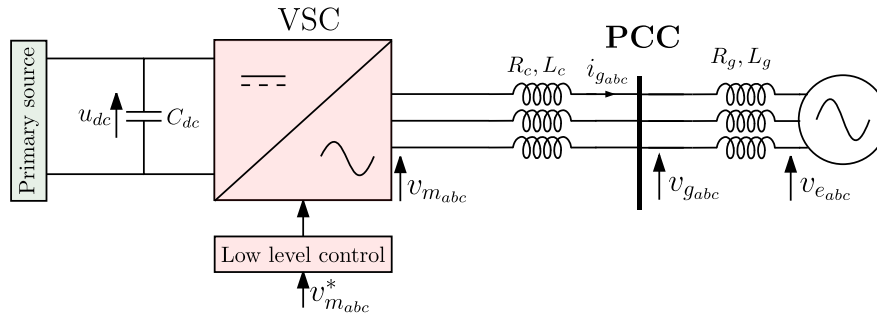 VSC
PCC
Primary source
u_{dc}
C_{dc}
R_c, L_c
i_{g_{abc}}
R_g, L_g
v_{m_{abc}}
v_{g_{abc}}
v_{e_{abc}}
Low level control
v^*_{m_{abc}}